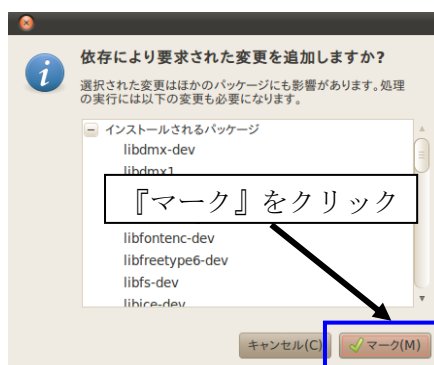 依存により要求された変更を追加しますか?
選択された変更はほかのパッケージにも影響があります。処理
の実行には以下の変更も必要になります。
インストールされるパッケージ
libdmx-dev
libdmx1
『マーク』をクリック
libfontenc-dev
libfreetype6-dev
libfs-dev
libice-dev
キャンセル(C)
マーク(M)